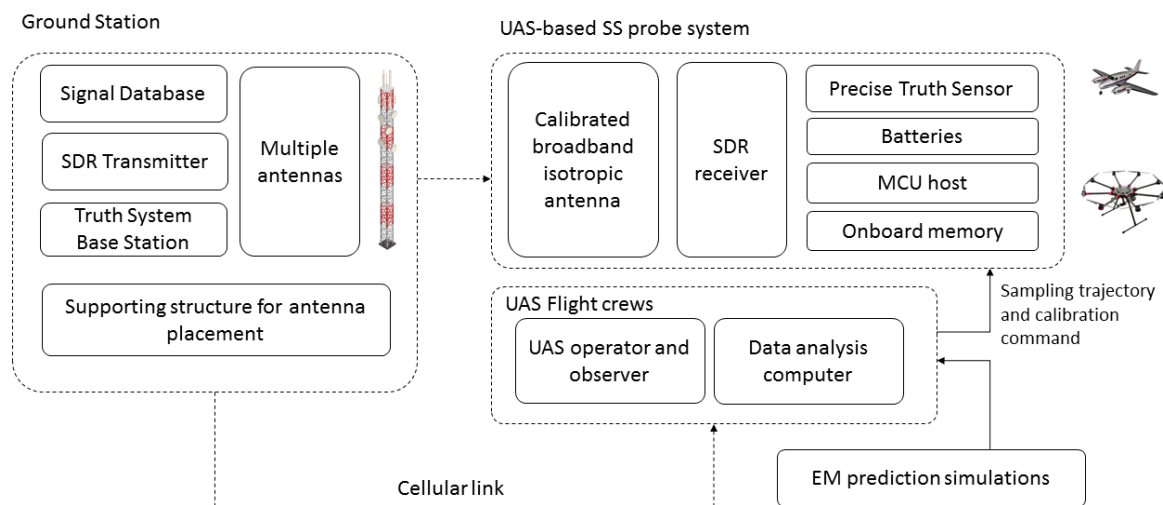 Ground Station
Signal Database
SDR Transmitter
Truth System
Base Station
Multiple
antennas
Supporting structure for antenna
placement
UAS-based SS probe system
Calibrated
broadband
isotropic
antenna
SDR
receiver
Precise Truth Sensor
Batteries
MCU host
Onboard memory
Sampling trajectory
and calibration
command
UAS Flight crews
UAS operator and
observer
Data analysis
computer
Cellular link
EM prediction simulations